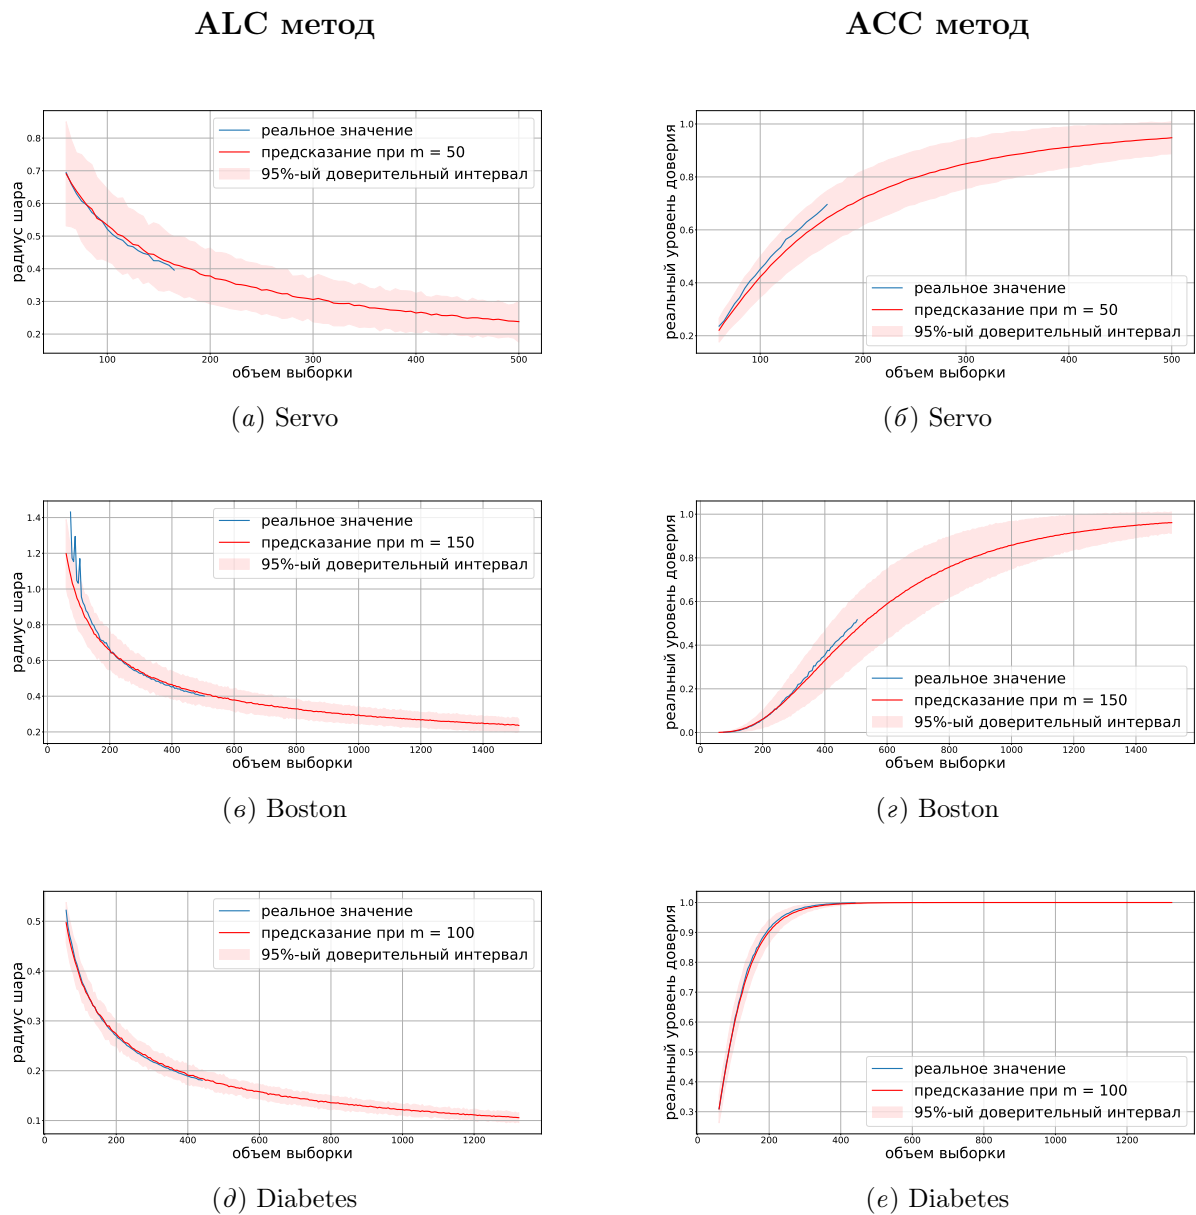 ALC метод
ACC метод
радиус шара
0.8
0.7
0.6
0.5
0.4
0.3
0.2
реальное значение
предсказание при m = 50
95%-ый доверительный интервал
100 200 300 400 500
объем выборки
(а) Servo
реальный уровень доверия
1.0
0.8
0.6
0.4
0.2
реальное значение
предсказание при m = 50
95%-ый доверительный интервал
100 200 300 400 500
объем выборки
(б) Servo
радиус шара
1.4
1.2
1.0
0.8
0.6
0.4
0.2
реальное значение
предсказание при m = 150
95%-ый доверительный интервал
0 200 400 600 800 1000 1200 1400
объем выборки
(в) Boston
реальный уровень доверия
1.0
0.8
0.6
0.4
0.2
0.0
реальное значение
предсказание при m = 150
95%-ый доверительный интервал
0 200 400 600 800 1000 1200 1400
объем выборки
(г) Boston
радиус шара
0.5
0.4
0.3
0.2
0.1
реальное значение
предсказание при m = 100
95%-ый доверительный интервал
0 200 400 600 800 1000 1200
объем выборки
(д) Diabetes
реальный уровень доверия
1.0
0.9
0.8
0.7
0.6
0.5
0.4
0.3
реальное значение
предсказание при m = 100
95%-ый доверительный интервал
0 200 400 600 800 1000 1200
объем выборки
(е) Diabetes